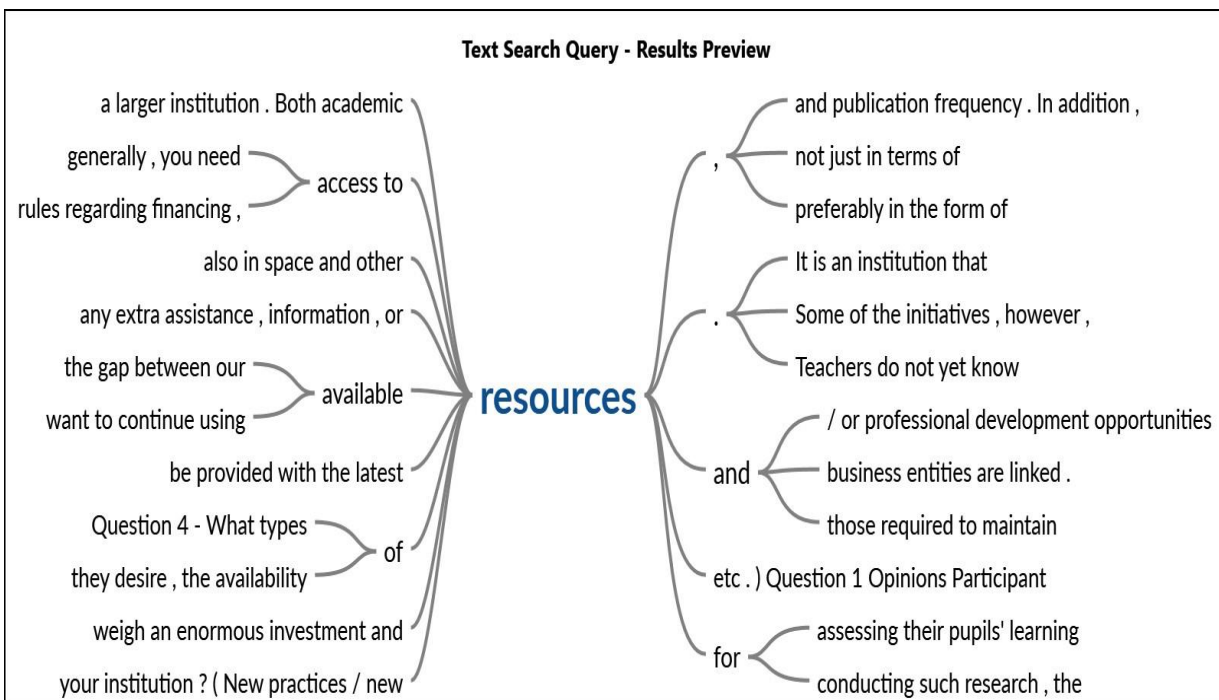 Text Search Query - Results Preview
a larger institution . Both academic
generally , you need
rules regarding financing ,
access to
also in space and other
any extra assistance , information , or
the gap between our
want to continue using
available
be provided with the latest
Question 4 - What types
they desire , the availability
of
weigh an enormous investment and
your institution ? ( New practices / new
resources
,
and publication frequency . In addition ,
not just in terms of
preferably in the form of
.
It is an institution that
Some of the initiatives , however ,
Teachers do not yet know
and
/ or professional development opportunities
business entities are linked .
those required to maintain
etc . ) Question 1 Opinions Participant
for
assessing their pupils' learning
conducting such research , the